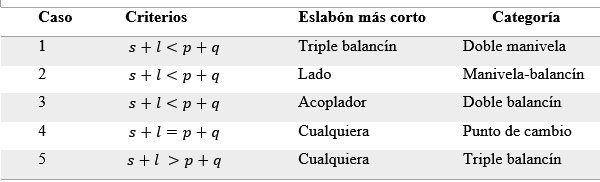 Caso Criterios Eslabón más corto Categoría
1 s + l < p + q Triple balancín Doble manivela
2 s + l < p + q Lado Manivela-balancín
3 s + l < p + q Acoplador Doble balancín
4 s + l = p + q Cualquiera Punto de cambio
5 s + l > p + q Cualquiera Triple balancín